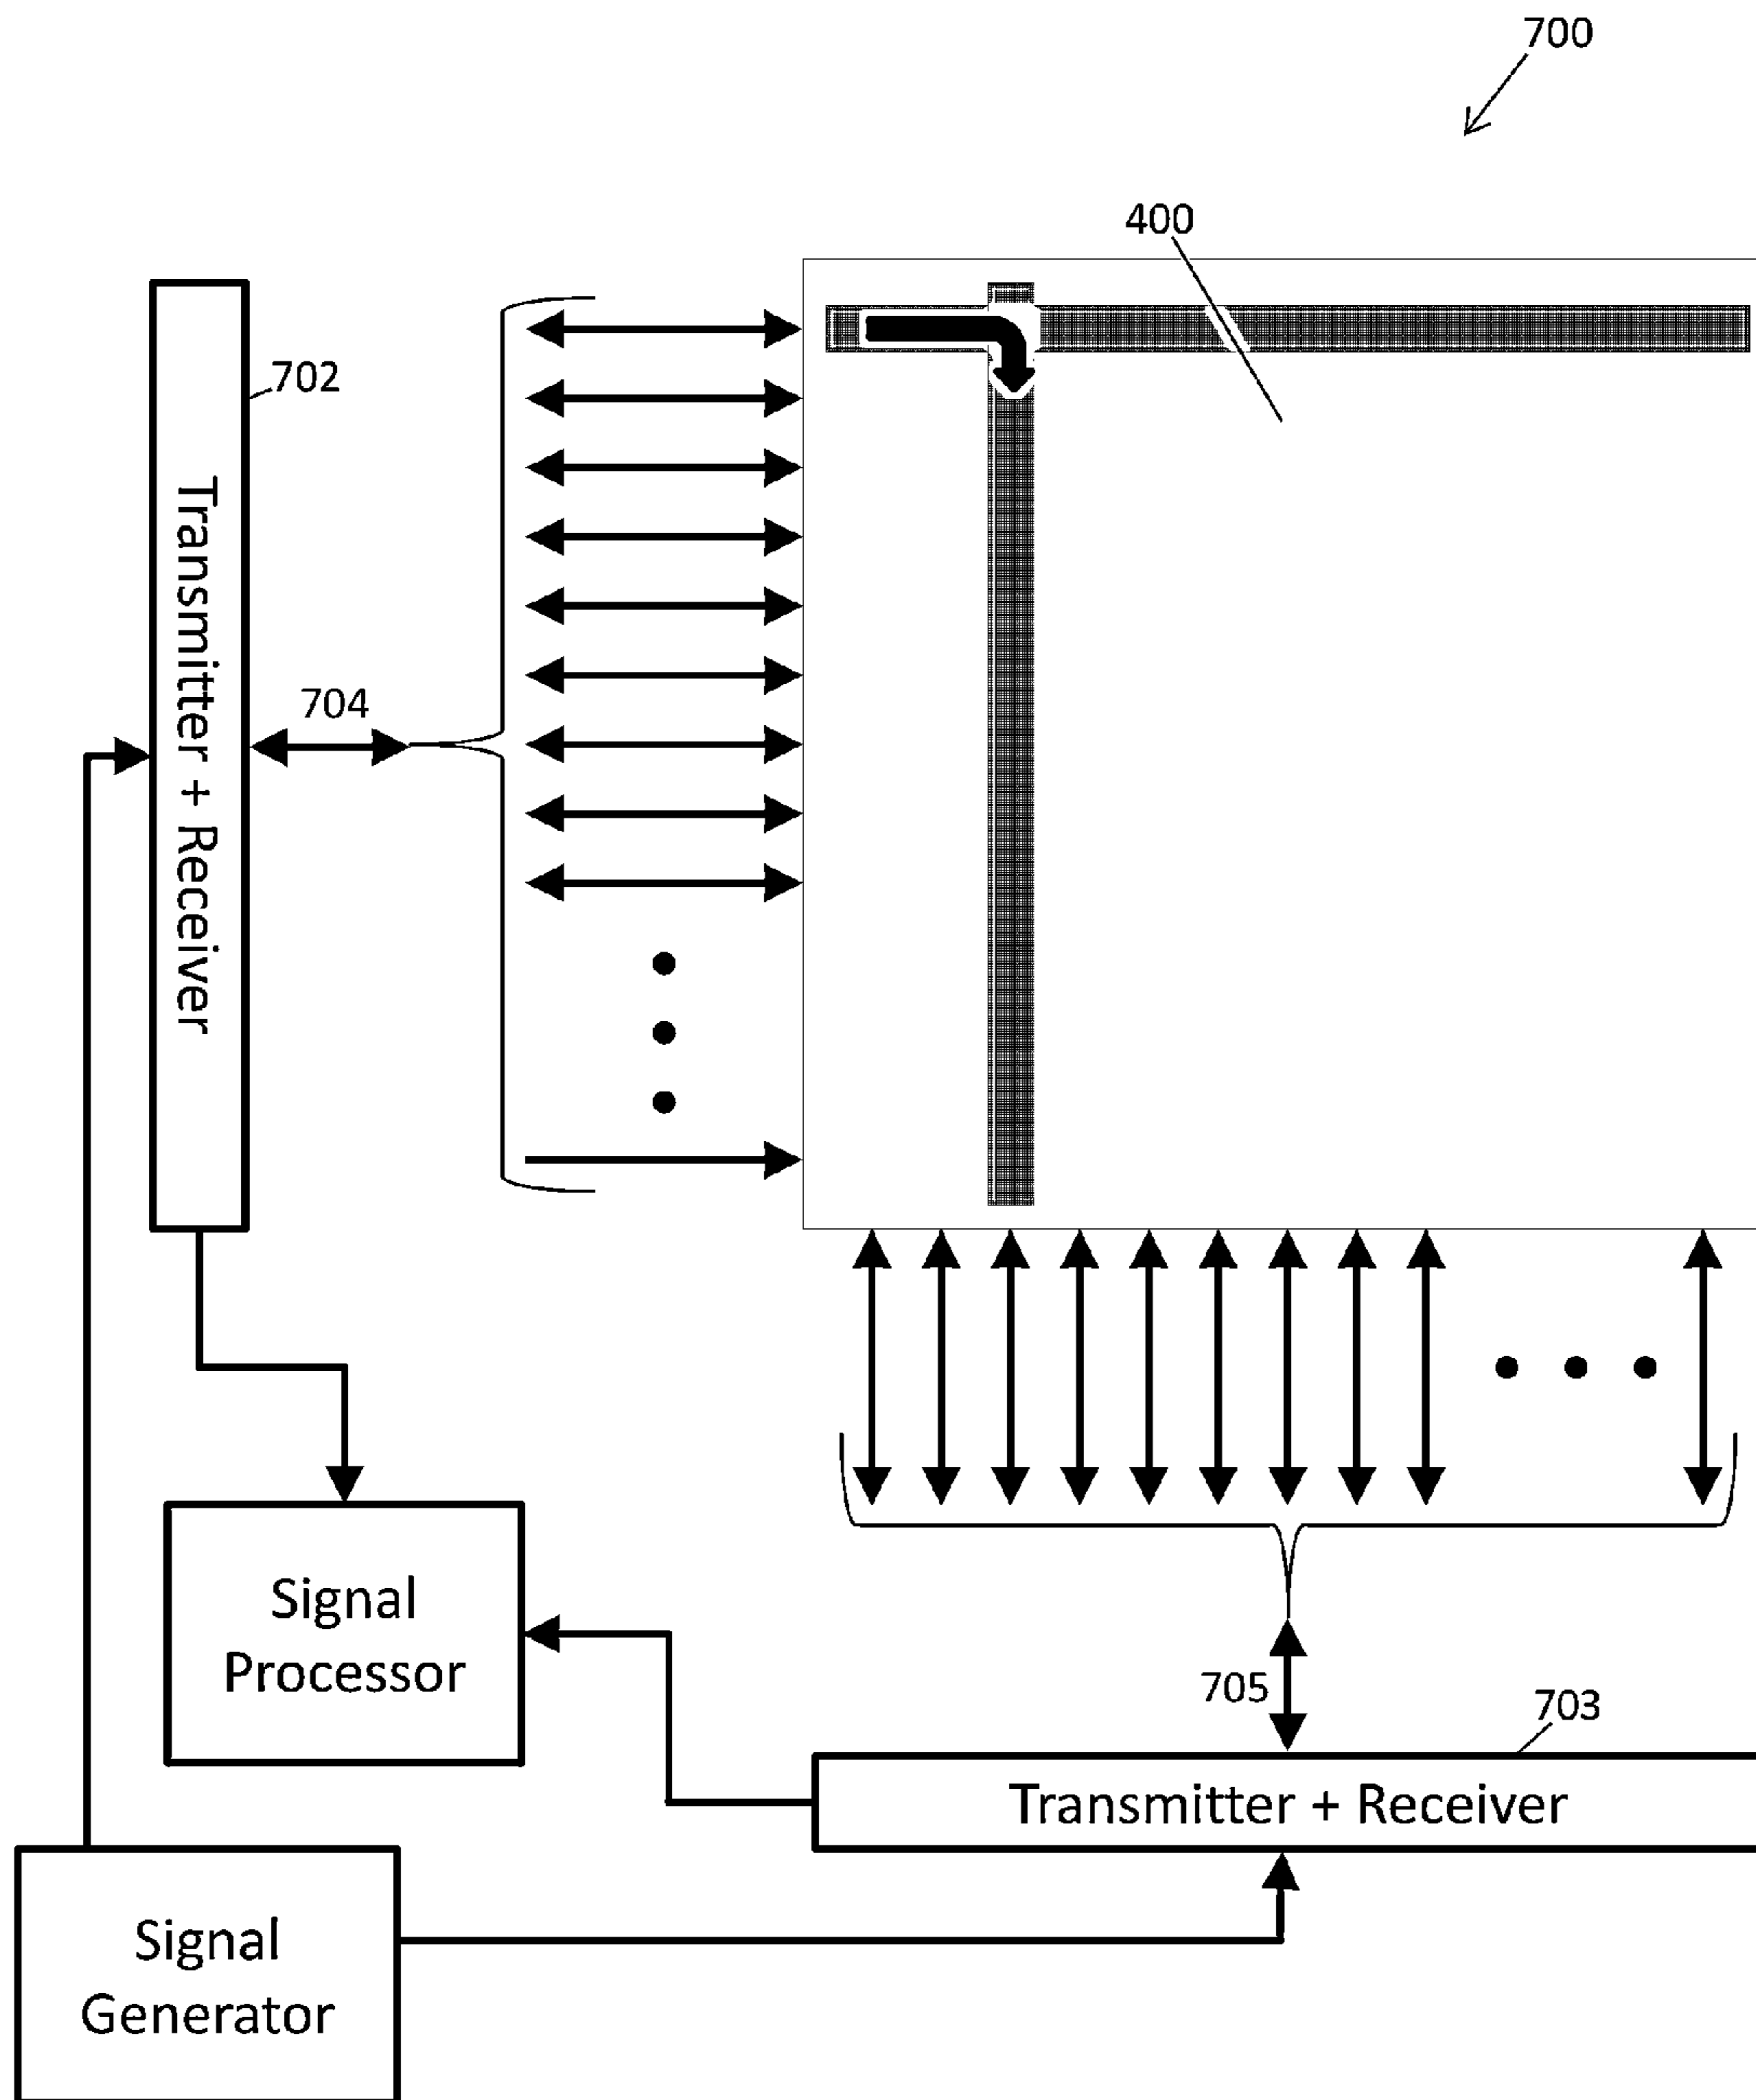 700
400
702
Transmitter + Receiver
704
Signal
Processor
705
703
Transmitter + Receiver
Signal
Generator